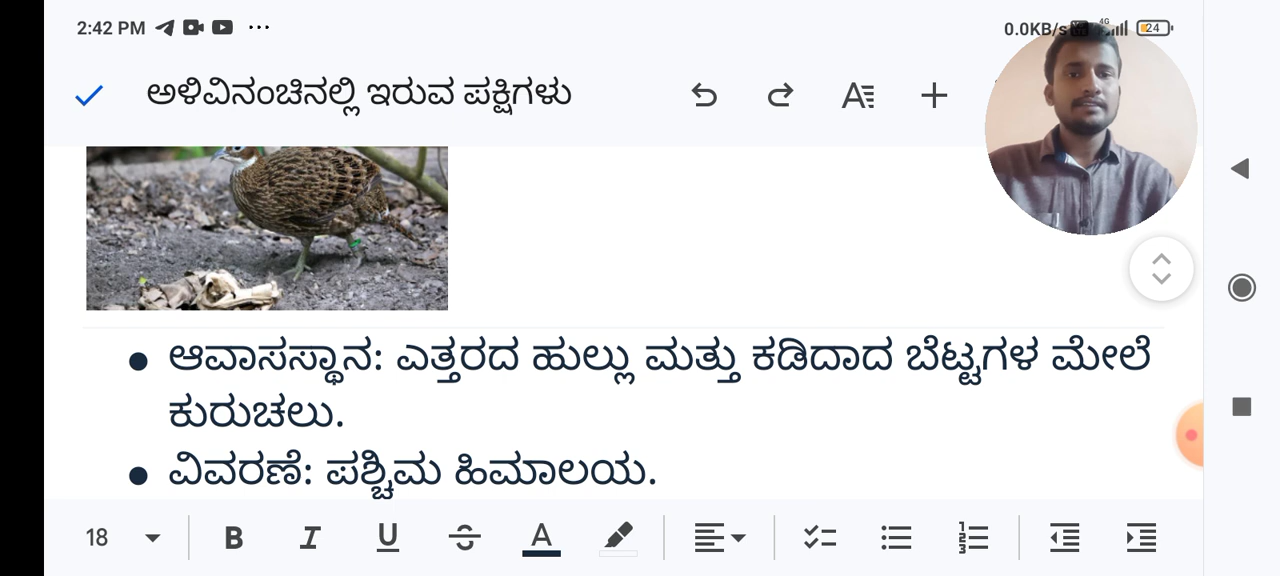 2:42 PM
0.0KB/s 4G 24
ಅಳಿವಿನಂಚಿನಲ್ಲಿ ಇರುವ ಪಕ್ಷಿಗಳು
ಆವಾಸಸ್ಥಾನ: ಎತ್ತರದ ಹುಲ್ಲು ಮತ್ತು ಕಡಿದಾದ ಬೆಟ್ಟಗಳ ಮೇಲೆ
ಕುರುಚಲು.
ವಿವರಣೆ: ಪಶ್ಚಿಮ ಹಿಮಾಲಯ.
18 B I U S A